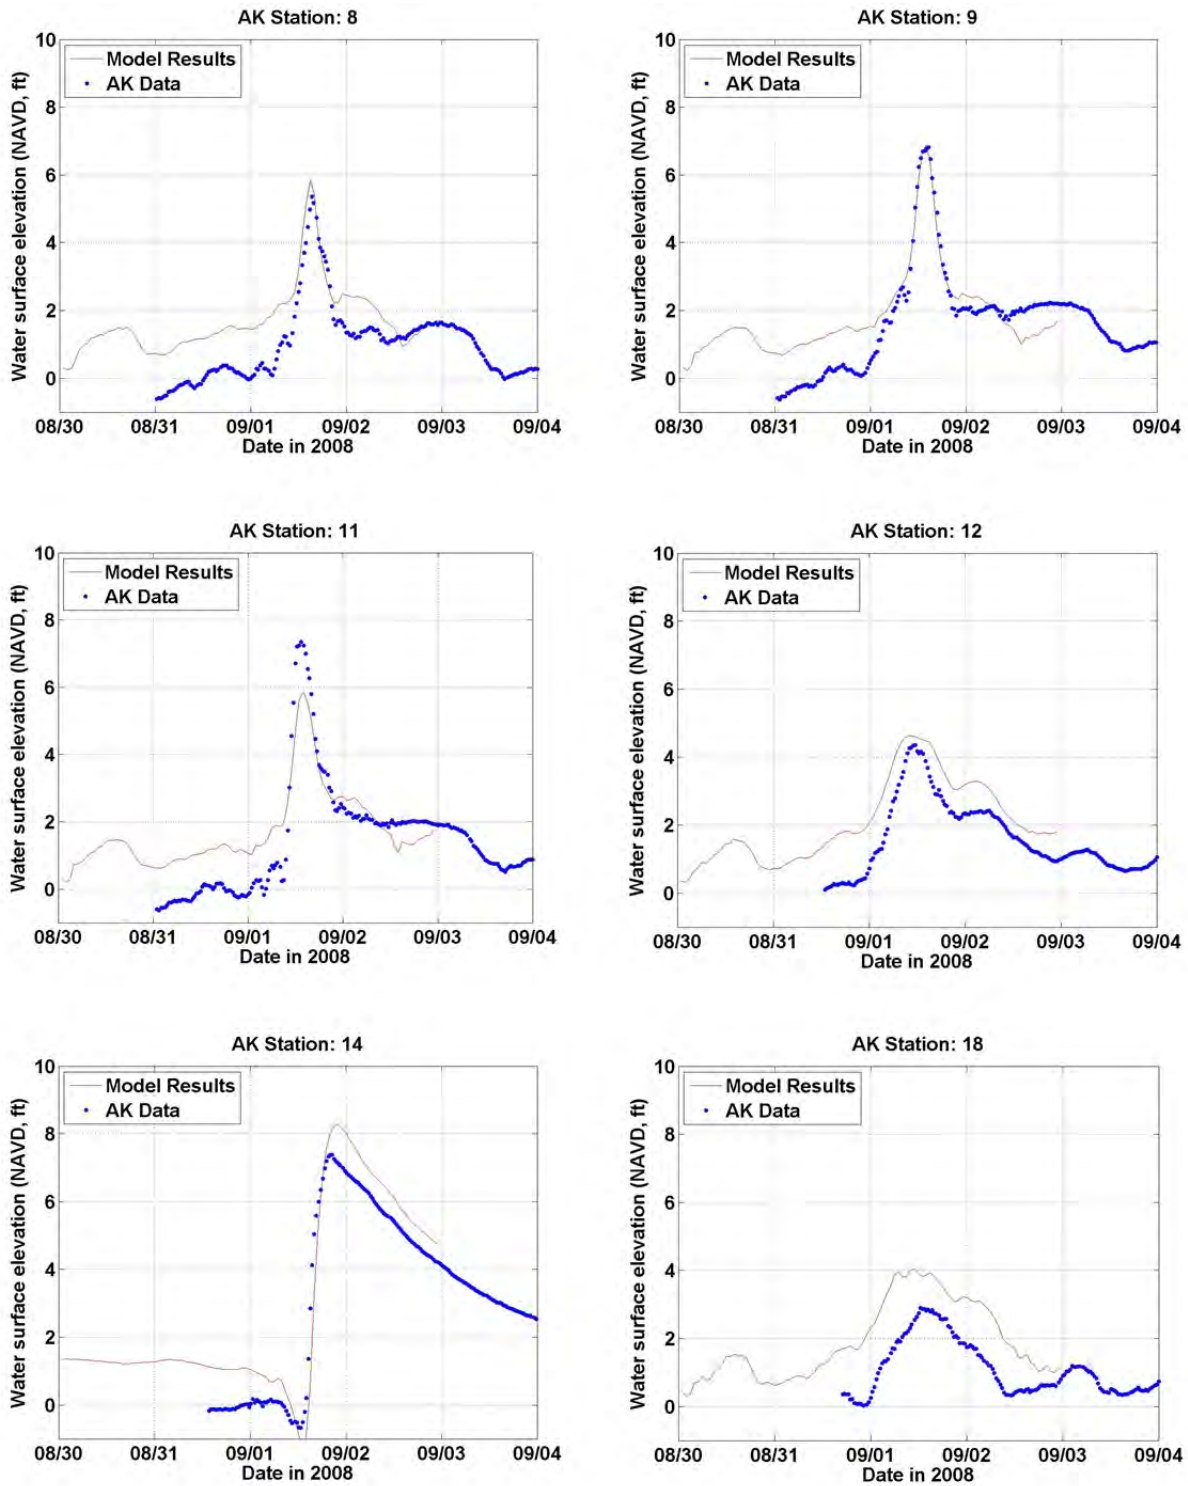 AK Station: 8
10
8
6
4
2
0
Water surface elevation (NAVD, ft)
Model Results
AK Data
08/30 08/31 09/01 09/02 09/03 09/04
Date in 2008
AK Station: 9
10
8
6
4
2
0
Water surface elevation (NAVD, ft)
Model Results
AK Data
08/30 08/31 09/01 09/02 09/03 09/04
Date in 2008
AK Station: 11
10
8
6
4
2
0
Water surface elevation (NAVD, ft)
Model Results
AK Data
08/30 08/31 09/01 09/02 09/03 09/04
Date in 2008
AK Station: 12
10
8
6
4
2
0
Water surface elevation (NAVD, ft)
Model Results
AK Data
08/30 08/31 09/01 09/02 09/03 09/04
Date in 2008
AK Station: 14
10
8
6
4
2
0
Water surface elevation (NAVD, ft)
Model Results
AK Data
08/30 08/31 09/01 09/02 09/03 09/04
Date in 2008
AK Station: 18
10
8
6
4
2
0
Water surface elevation (NAVD, ft)
Model Results
AK Data
08/30 08/31 09/01 09/02 09/03 09/04
Date in 2008